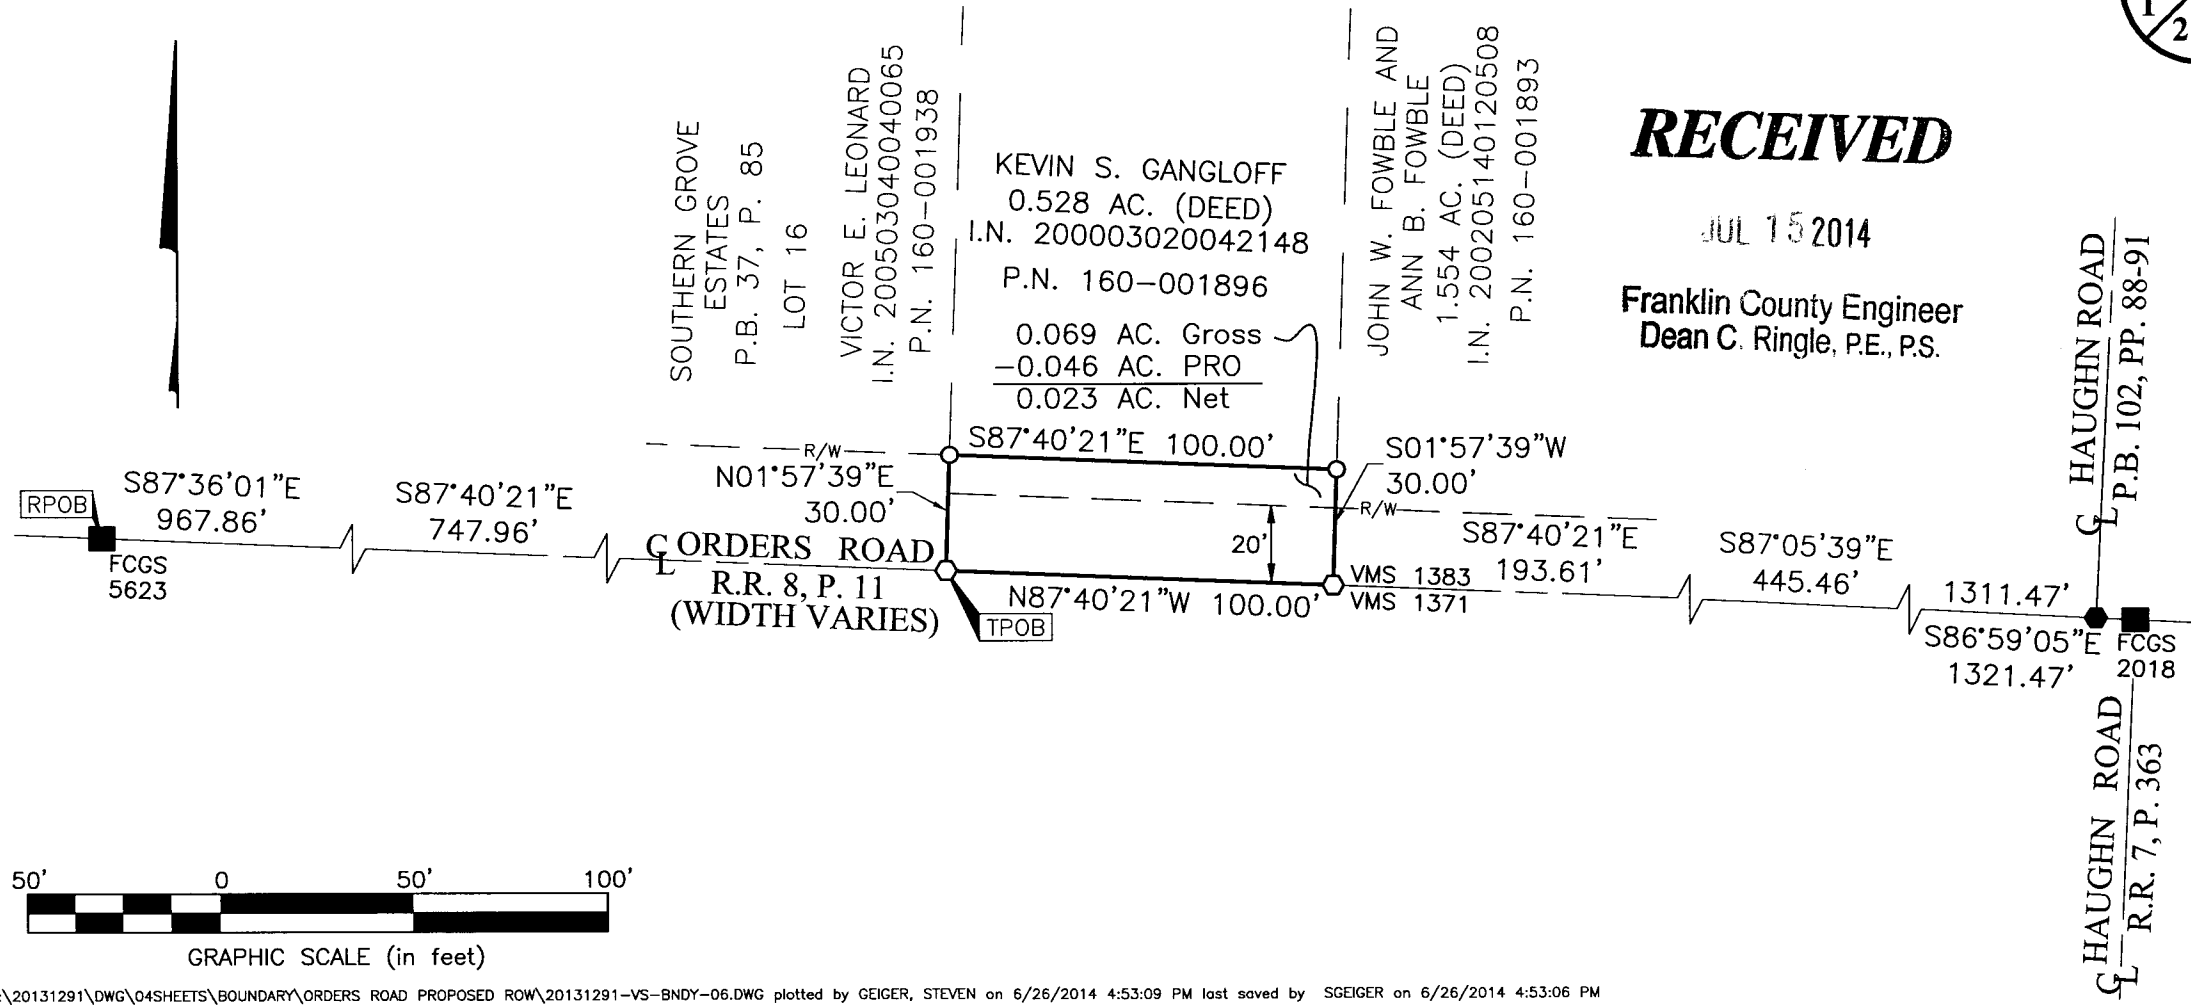 1
2
RECEIVED
JUL 15 2014
Franklin County Engineer
Dean C. Ringle, P.E., P.S.
SOUTHERN GROVE
ESTATES
P.B. 37, P. 85
LOT 16
VICTOR E. LEONARD
I.N. 200503040040065
P.N. 160-001938
KEVIN S. GANGLOFF
0.528 AC. (DEED)
I.N. 200003020042148
P.N. 160-001896
0.069 AC. Gross
-0.046 AC. PRO
0.023 AC. Net
JOHN W. FOWBLE AND
ANN B. FOWBLE
1.554 AC. (DEED)
I.N. 200205140120508
P.N. 160-001893
CL HAUGHN ROAD
P.B. 102, PP. 88-91
RPOB
S87°36'01"E
967.86'
FCGS
5623
S87°40'21"E
747.96'
R/W
N01°57'39"E
30.00'
CL ORDERS ROAD
R.R. 8, P. 11
(WIDTH VARIES)
S87°40'21"E 100.00'
20'
N87°40'21"W 100.00'
TPOB
S01°57'39"W
30.00'
R/W
VMS 1383
VMS 1371
S87°40'21"E
193.61'
S87°05'39"E
445.46'
1311.47'
S86°59'05"E
1321.47'
FCGS
2018
CL HAUGHN ROAD
R.R. 7, P. 363
50' 0 50' 100'
GRAPHIC SCALE (in feet)
:\20131291\DWG\04SHEETS\BOUNDARY\ORDERS ROAD PROPOSED ROW\20131291-VS-BNDY-06.DWG plotted by GEIGER, STEVEN on 6/26/2014 4:53:09 PM last saved by SGEIGER on 6/26/2014 4:53:06 PM